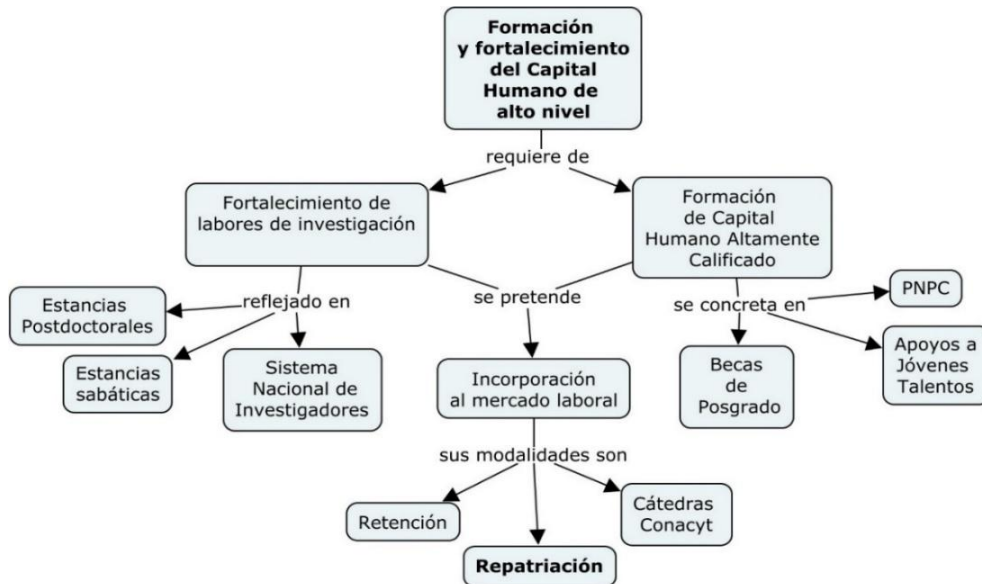 Formación
y fortalecimiento
del Capital
Humano de
alto nivel
requiere de
Fortalecimiento de
labores de investigación
Formación
de Capital
Humano Altamente
Calificado
reflejado en
se pretende
se concreta en
Estancias
Postdoctorales
Estancias
sabáticas
Sistema
Nacional de
Investigadores
Incorporación
al mercado laboral
Becas
de
Posgrado
PNPC
Apoyos a
Jóvenes
Talentos
sus modalidades son
Retención
Repatriación
Cátedras
Conacyt